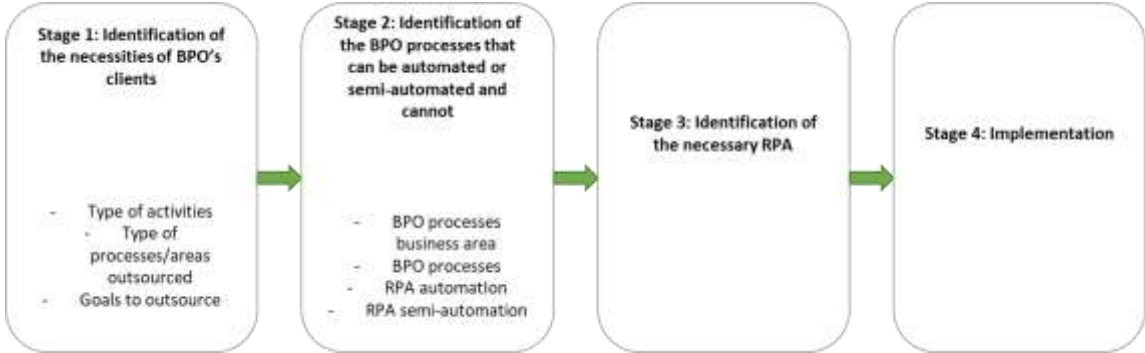 Stage 1: Identification of
the necessities of BPO's
clients
- Type of activities
- Type of
processes/areas
outsourced
- Goals to outsource
Stage 2: Identification of
the BPO processes that
can be automated or
semi-automated and
cannot
- BPO processes
business area
- BPO processes
- RPA automation
- RPA semi-automation
Stage 3: Identification of
the necessary RPA
Stage 4: Implementation